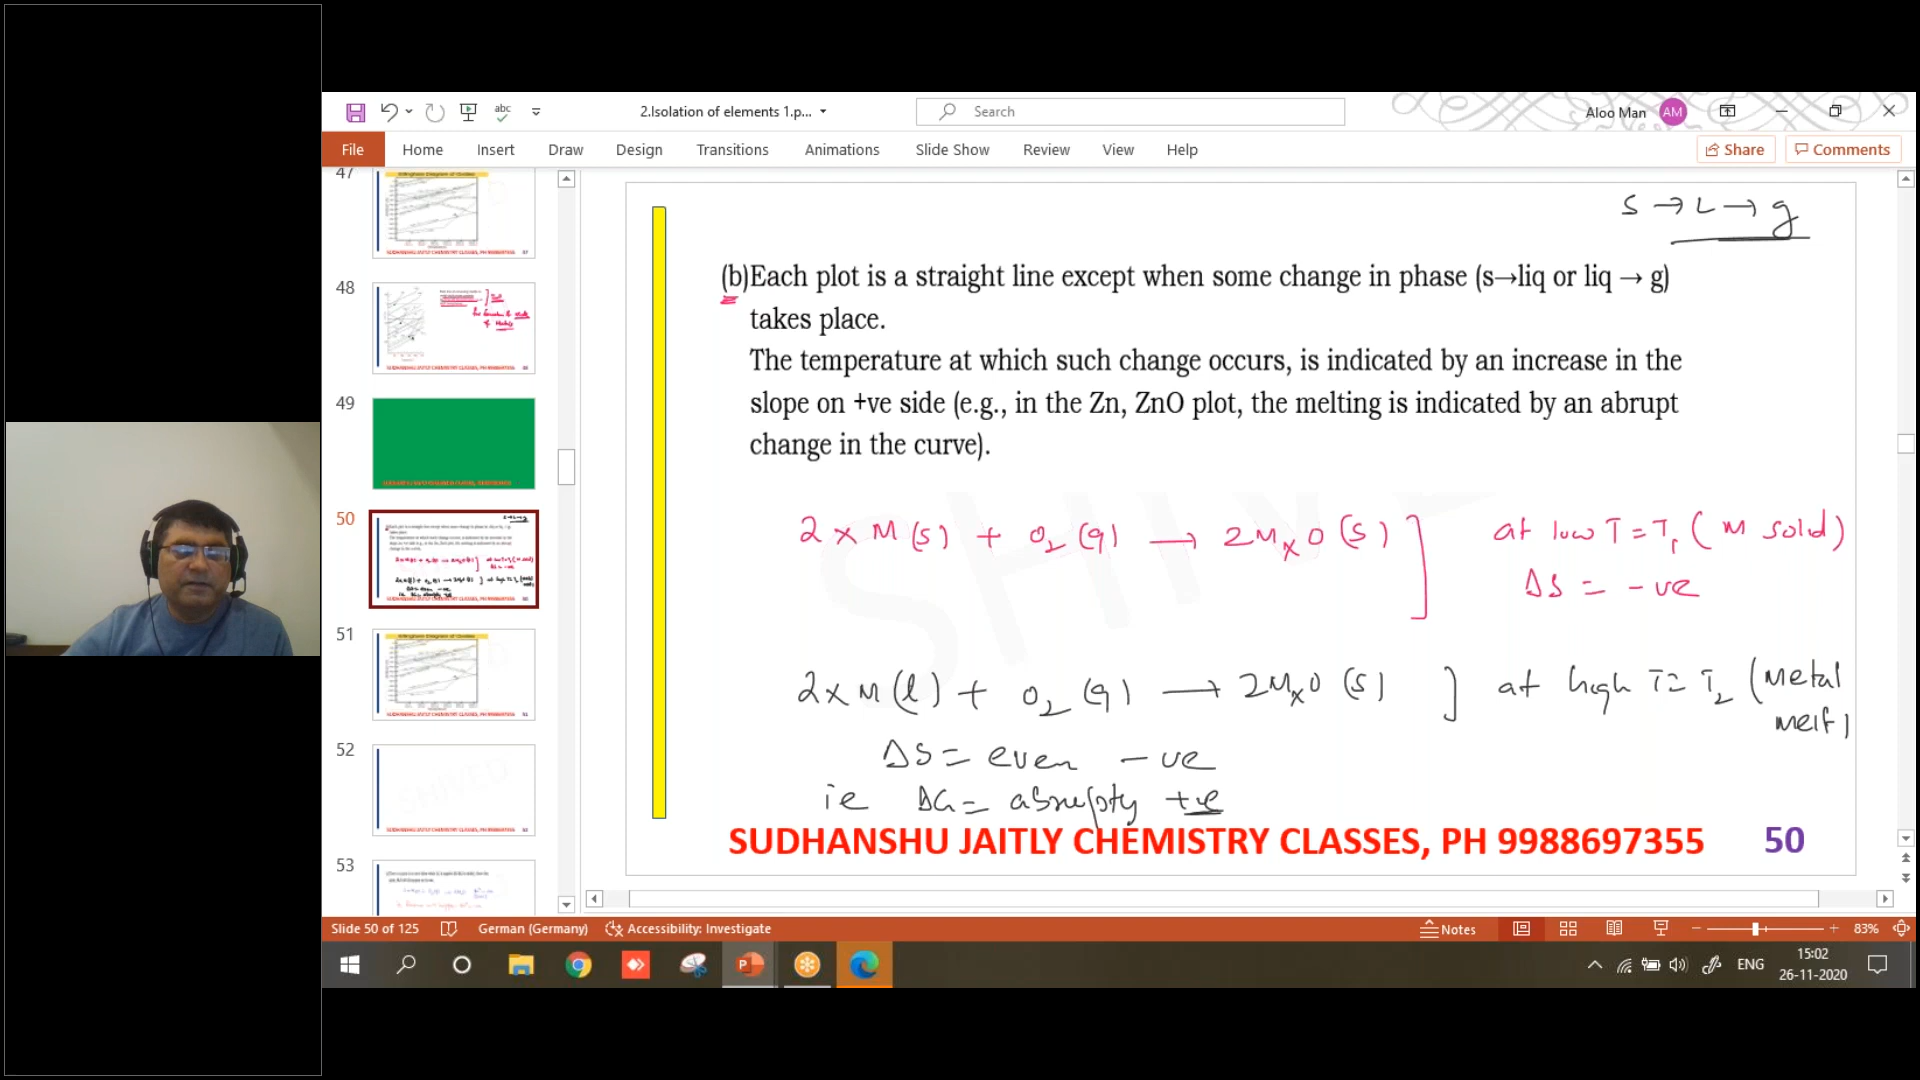 abc
2.Isolation of elements 1.p...
Search
Aloo Man
AM
File Home Insert Draw Design Transitions Animations Slide Show Review View Help
Share
Comments
47
48
49
50
51
52
53
S → L → g
(b)Each plot is a straight line except when some change in phase (s→liq or liq → g)
takes place.
The temperature at which such change occurs, is indicated by an increase in the
slope on +ve side (e.g., in the Zn, ZnO plot, the melting is indicated by an abrupt
change in the curve).
2xM(s) + O2(g) → 2MxO(s) ] at low T=T1 (M solid)
ΔS = -ve
2xM(l) + O2(g) → 2MxO(s) ] at high T=T2 (metal
melt)
ΔS = even -ve
ie ΔG = abruptly +ve
SUDHANSHU JAITLY CHEMISTRY CLASSES, PH 9988697355 50
Slide 50 of 125
German (Germany)
Accessibility: Investigate
Notes
83%
ENG
15:02
26-11-2020